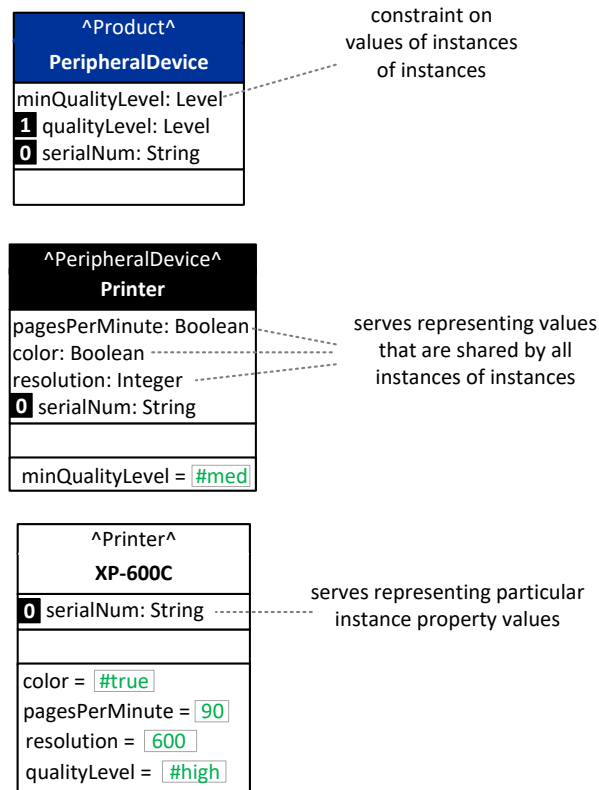 ^Product^
PeripheralDevice
minQualityLevel: Level
1 qualityLevel: Level
0 serialNum: String
constraint on
values of instances
of instances
^PeripheralDevice^
Printer
pagesPerMinute: Boolean
color: Boolean
resolution: Integer
0 serialNum: String
minQualityLevel = #med
serves representing values
that are shared by all
instances of instances
^Printer^
XP-600C
0 serialNum: String
color = #true
pagesPerMinute = 90
resolution = 600
qualityLevel = #high
serves representing particular
instance property values